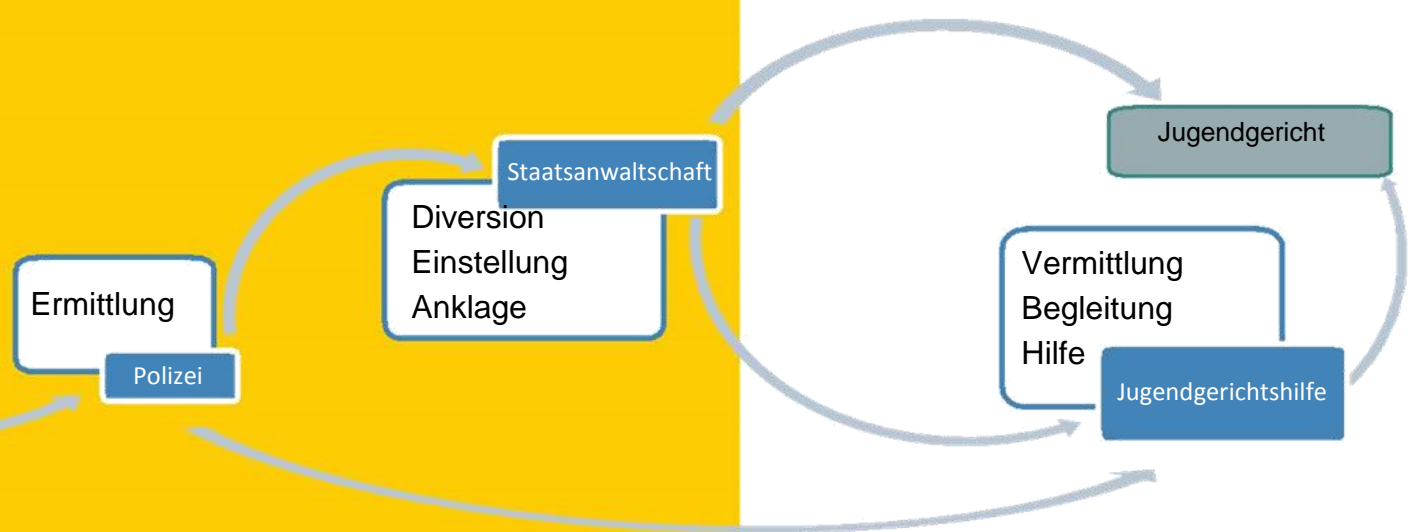 Ermittlung
Polizei
Staatsanwaltschaft
Diversion
Einstellung
Anklage
Jugendgericht
Vermittlung
Begleitung
Hilfe
Jugendgerichtshilfe